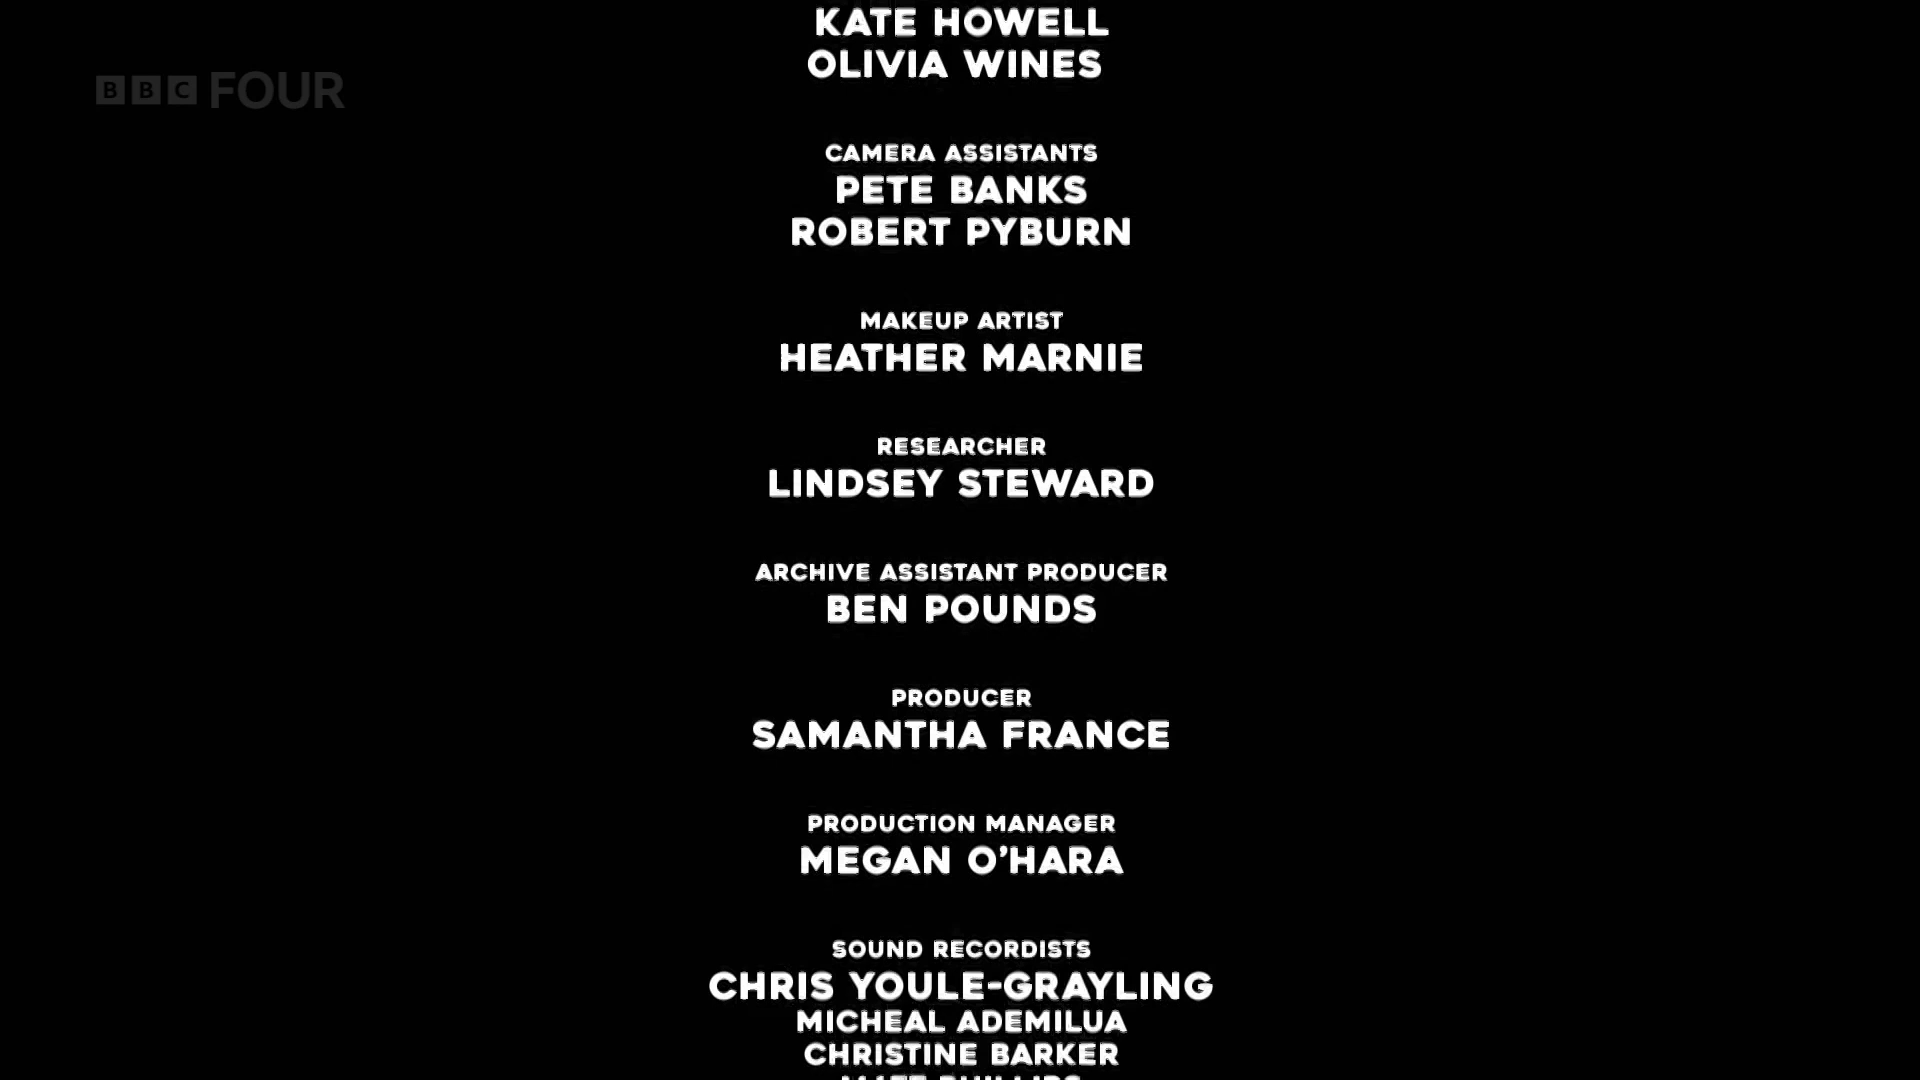 KATE HOWELL
OLIVIA WINES
BBC FOUR
CAMERA ASSISTANTS
PETE BANKS
ROBERT PYBURN
MAKEUP ARTIST
HEATHER MARNIE
RESEARCHER
LINDSEY STEWARD
ARCHIVE ASSISTANT PRODUCER
BEN POUNDS
PRODUCER
SAMANTHA FRANCE
PRODUCTION MANAGER
MEGAN O'HARA
SOUND RECORDISTS
CHRIS YOULE-GRAYLING
MICHEAL ADEMILUA
CHRISTINE BARKER